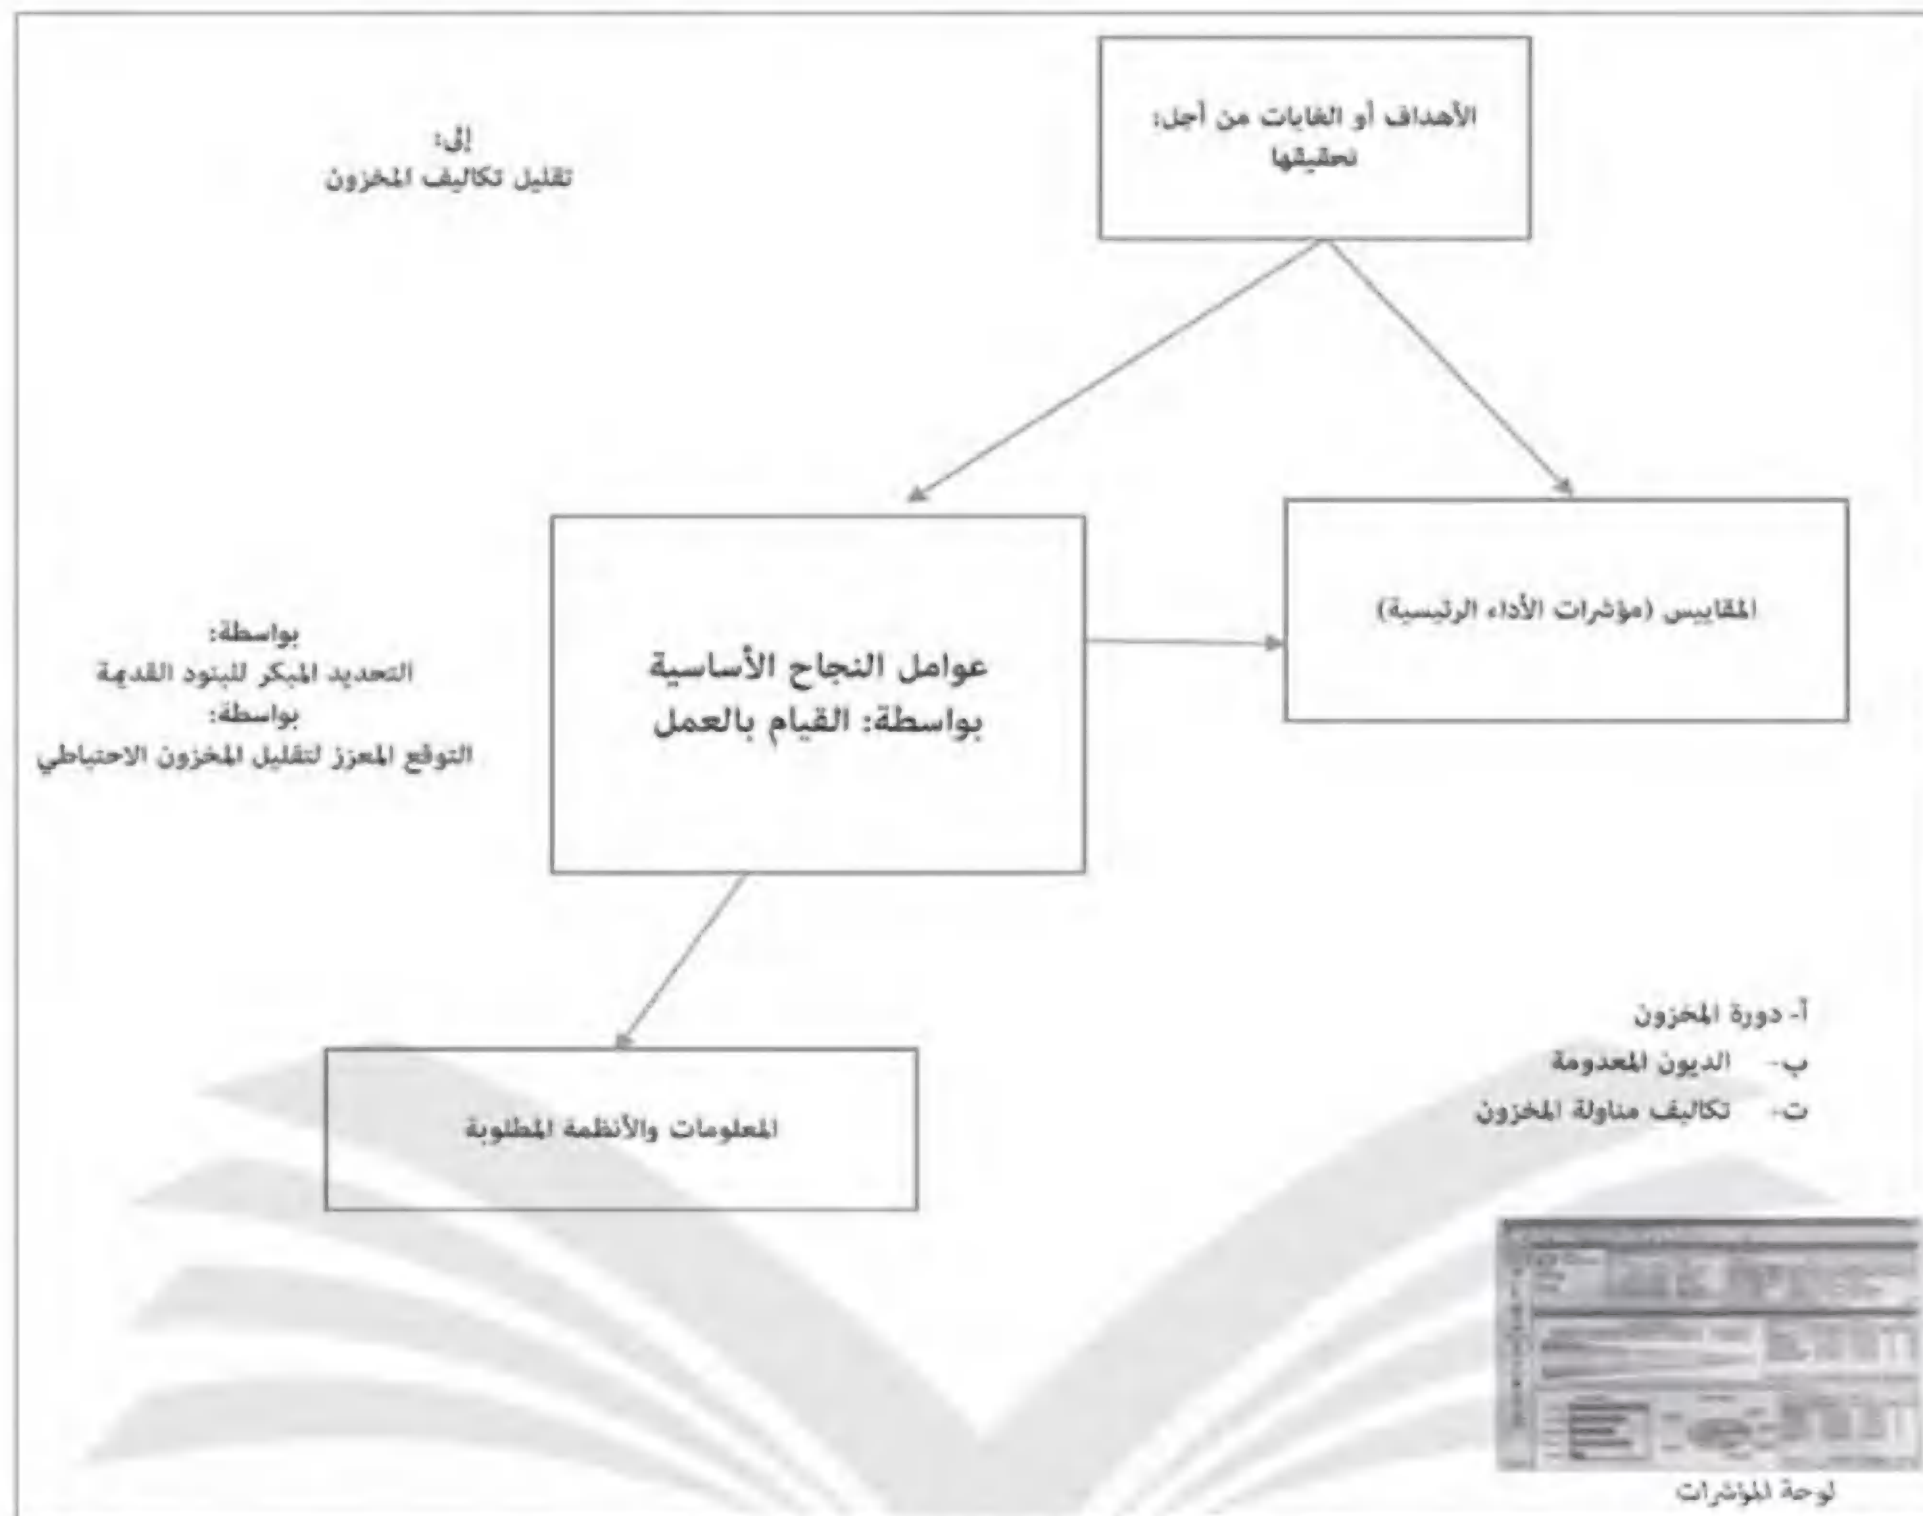 الأهداف أو الغابات من أجل:
تحقيقها
إلى:
تقليل تكاليف المخزون
المقاييس (مؤشرات الأداء الرئيسية)
عوامل النجاح الأساسية
بواسطة: القيام بالعمل
بواسطة:
التحديد المبكر للبنود القديمة
بواسطة:
التوقع المعزز لتقليل المخزون الاحتياطي
أ- دورة المخزون
ب- الديون المعدومة
ت- تكاليف مناولة المخزون
المعلومات والأنظمة المطلوبة
لوحة المؤشرات